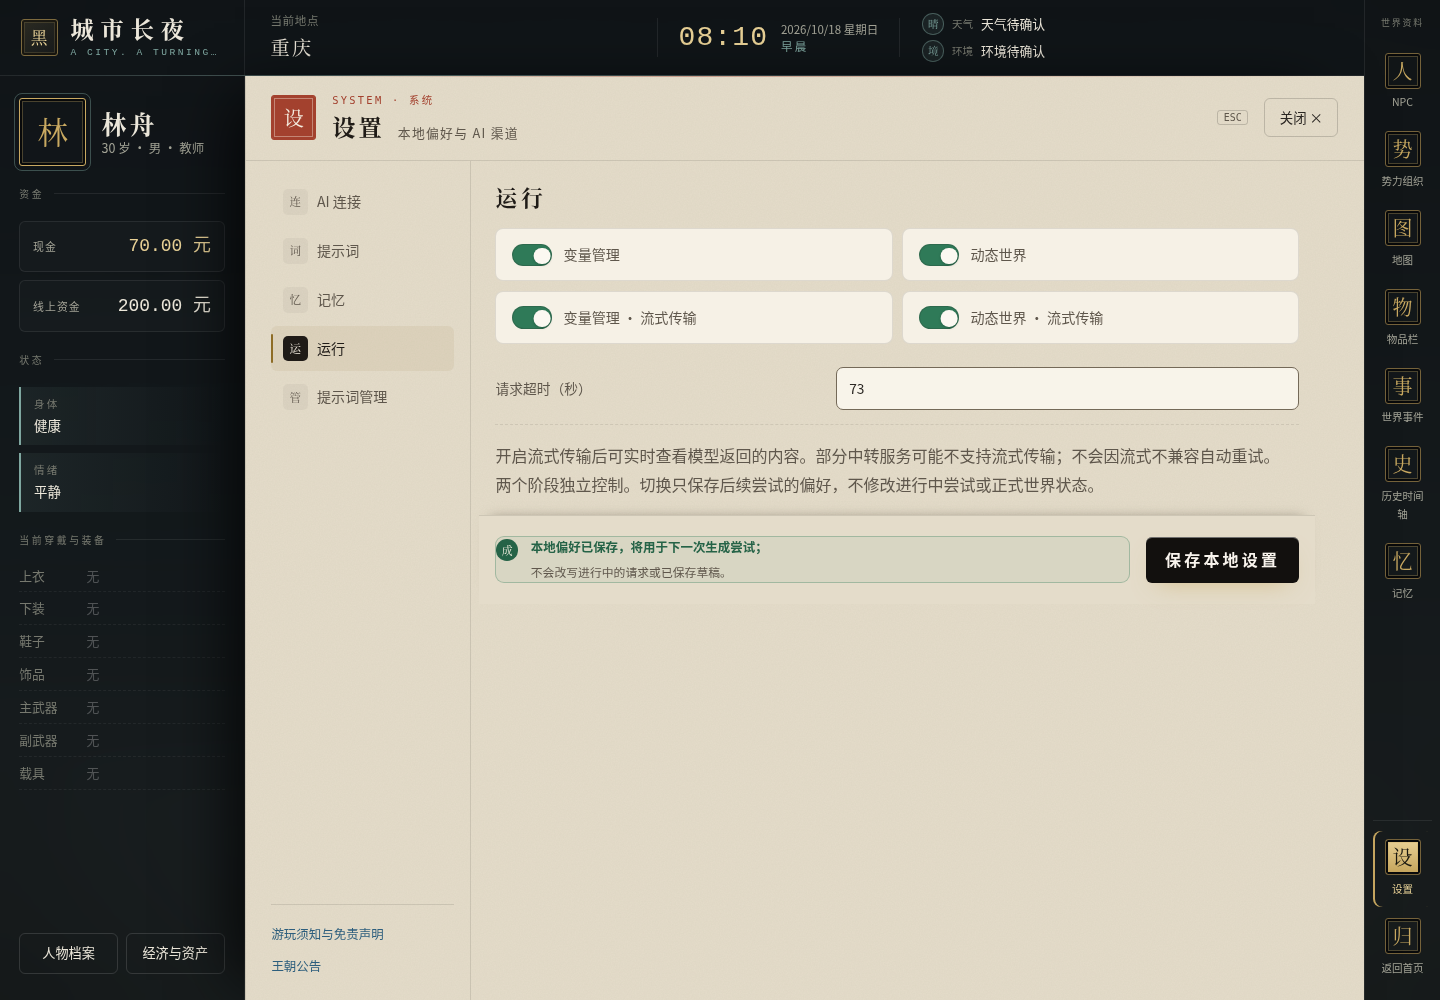 黑
城市长夜
A CITY. A TURNING…
当前地点
重庆
08:10
2026/10/18 星期日
早晨
晴 天气 天气待确认
境 环境 环境待确认
林
林舟
30 岁 • 男 • 教师
资金
现金 70.00 元
线上资金 200.00 元
状态
身体
健康
情绪
平静
当前穿戴与装备
上衣 无
下装 无
鞋子 无
饰品 无
主武器 无
副武器 无
载具 无
人物档案
经济与资产
设
SYSTEM · 系统
设置 本地偏好与 AI 渠道
ESC
关闭 ×
连 AI 连接
词 提示词
忆 记忆
运 运行
管 提示词管理
游玩须知与免责声明
王朝公告
运行
变量管理
动态世界
变量管理 • 流式传输
动态世界 • 流式传输
请求超时（秒）
73
开启流式传输后可实时查看模型返回的内容。部分中转服务可能不支持流式传输；不会因流式不兼容自动重试。
两个阶段独立控制。切换只保存后续尝试的偏好，不修改进行中尝试或正式世界状态。
成
本地偏好已保存，将用于下一次生成尝试；
不会改写进行中的请求或已保存草稿。
保存本地设置
世界资料
人
NPC
势
势力组织
图
地图
物
物品栏
事
世界事件
史
历史时间
轴
忆
记忆
设
设置
归
返回首页